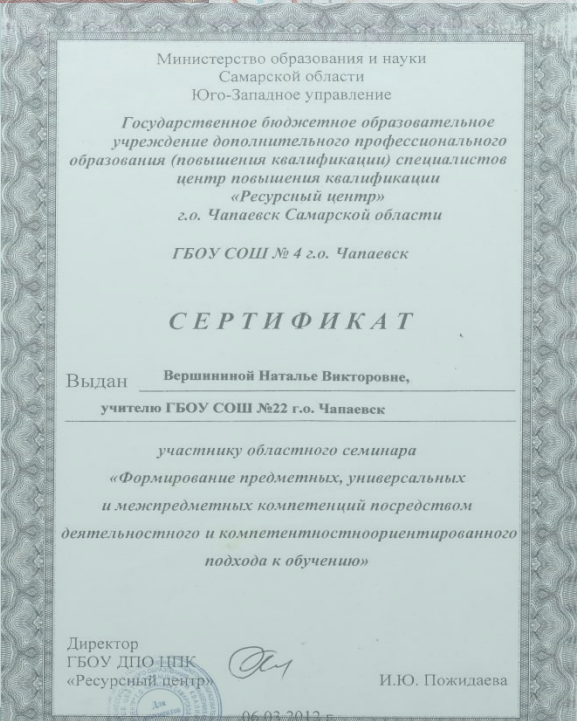 Министерство образования и науки
Самарской области
Юго-Западное управление
Государственное бюджетное образовательное
учреждение дополнительного профессионального
образования (повышения квалификации) специалистов
центр повышения квалификации
«Ресурсный центр»
г.о. Чапаевск Самарской области
ГБОУ СОШ № 4 г.о. Чапаевск
СЕРТИФИКАТ
Выдан Вершининой Наталье Викторовне,
учителю ГБОУ СОШ №22 г.о. Чапаевск
участнику областного семинара
«Формирование предметных, универсальных
и межпредметных компетенций посредством
деятельностного и компетентностноориентированного
подхода к обучению»
Директор
ГБОУ ДПО ЦПК
«Ресурсный центр» И.Ю. Пожидаева
Для
06.03.2012 г.